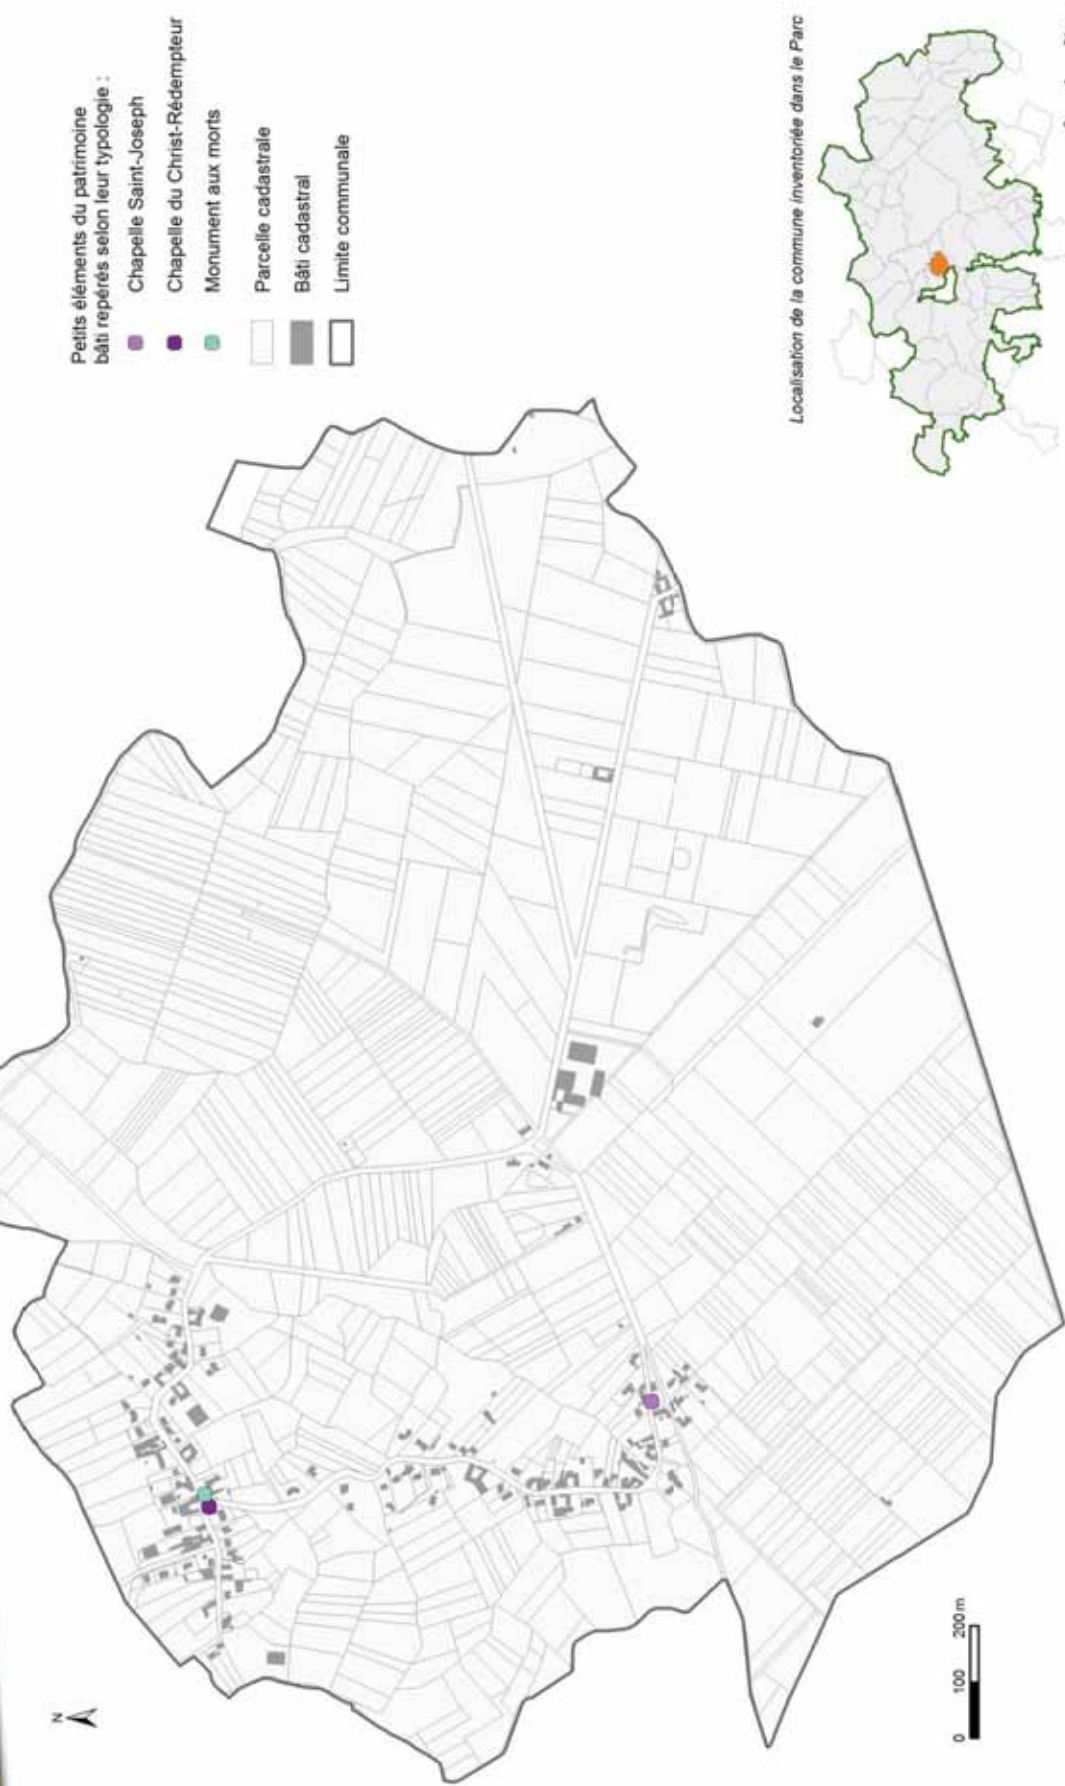 Petits éléments du patrimoine
bâti repérés selon leur typologie :
Chapelle Saint-Joseph
Chapelle du Christ-Rédempteur
Monument aux morts
Parcelle cadastrale
Bâti cadastral
Limite communale
Localisation de la commune inventoriée dans le Parc
N
0 100 200 m